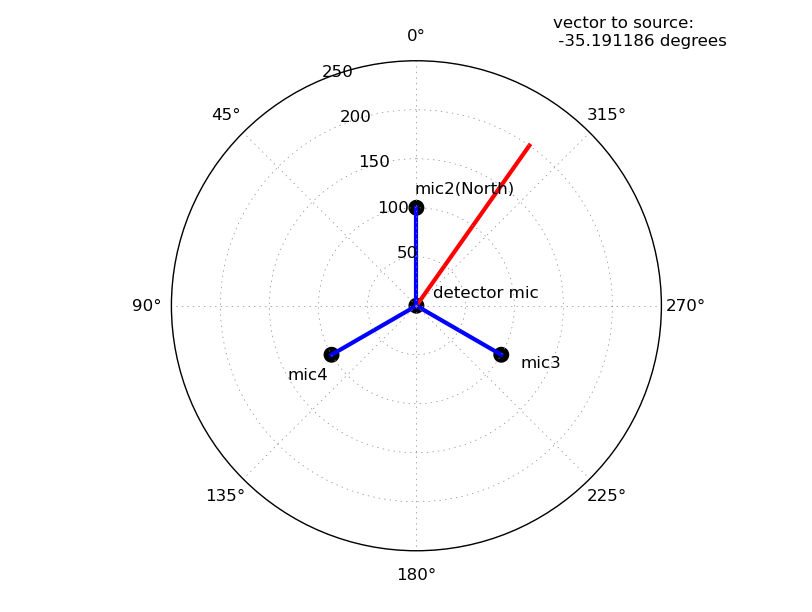 vector to source:
-35.191186 degrees
0°
250
45°
315°
200
150
mic2(North)
100
50
detector mic
90°
270°
mic3
mic4
135°
225°
180°